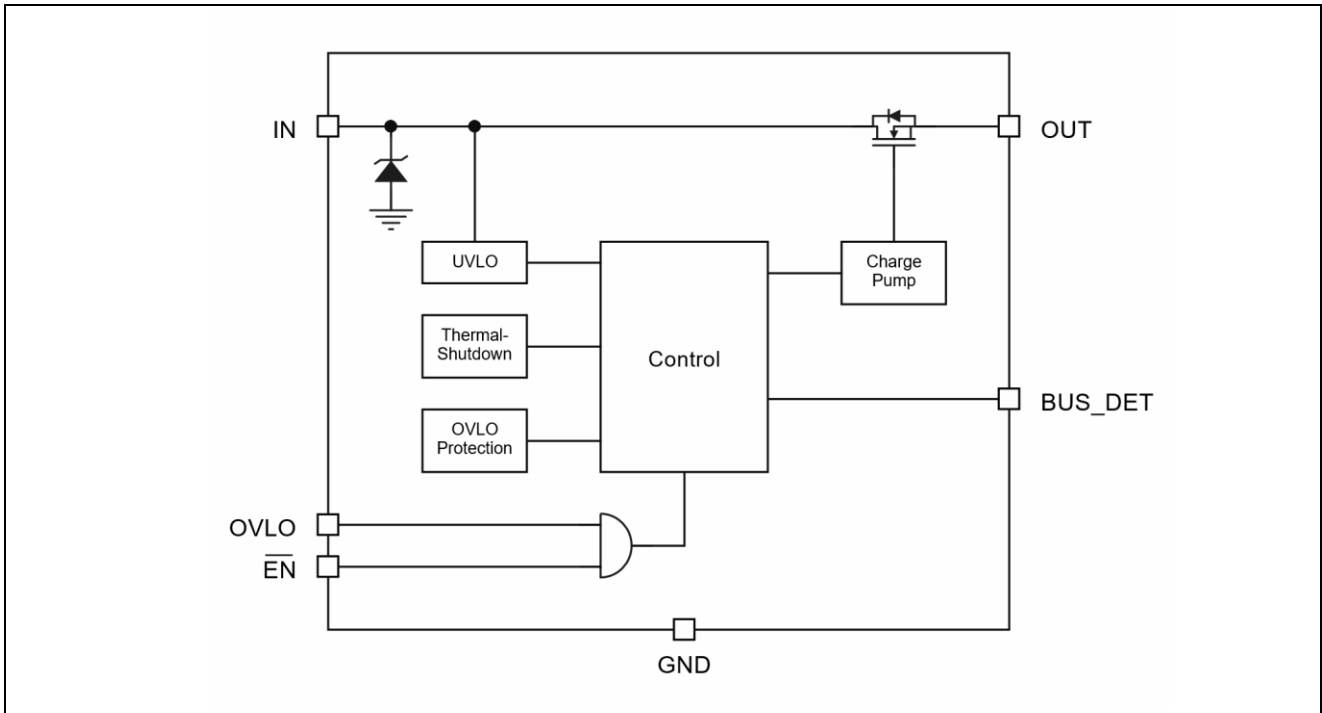 IN
OUT
UVLO
Charge
Pump
Thermal-
Shutdown
Control
BUS_DET
OVLO
Protection
OVLO
EN
GND